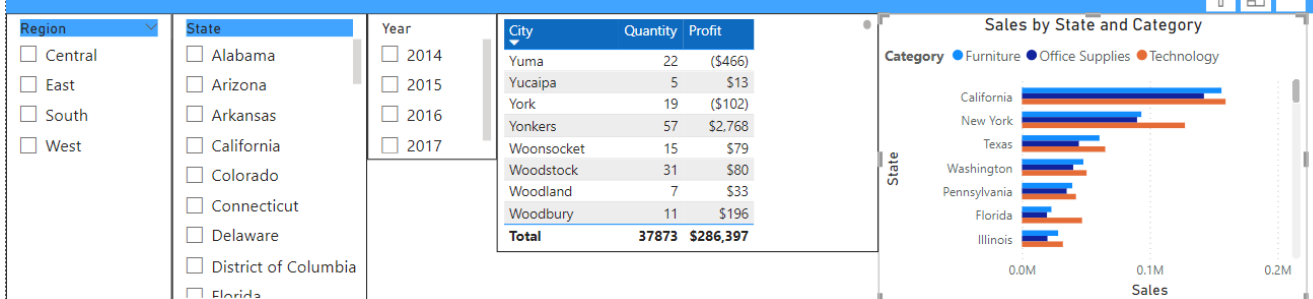 Region
Central
East
South
West
State
Alabama
Arizona
Arkansas
California
Colorado
Connecticut
Delaware
District of Columbia
Florida
Year
2014
2015
2016
2017
City Quantity Profit
Yuma 22 ($466)
Yucaipa 5 $13
York 19 ($102)
Yonkers 57 $2,768
Woonsocket 15 $79
Woodstock 31 $80
Woodland 7 $33
Woodbury 11 $196
Total 37873 $286,397
Sales by State and Category
Category Furniture Office Supplies Technology
State
California
New York
Texas
Washington
Pennsylvania
Florida
Illinois
0.0M 0.1M 0.2M
Sales